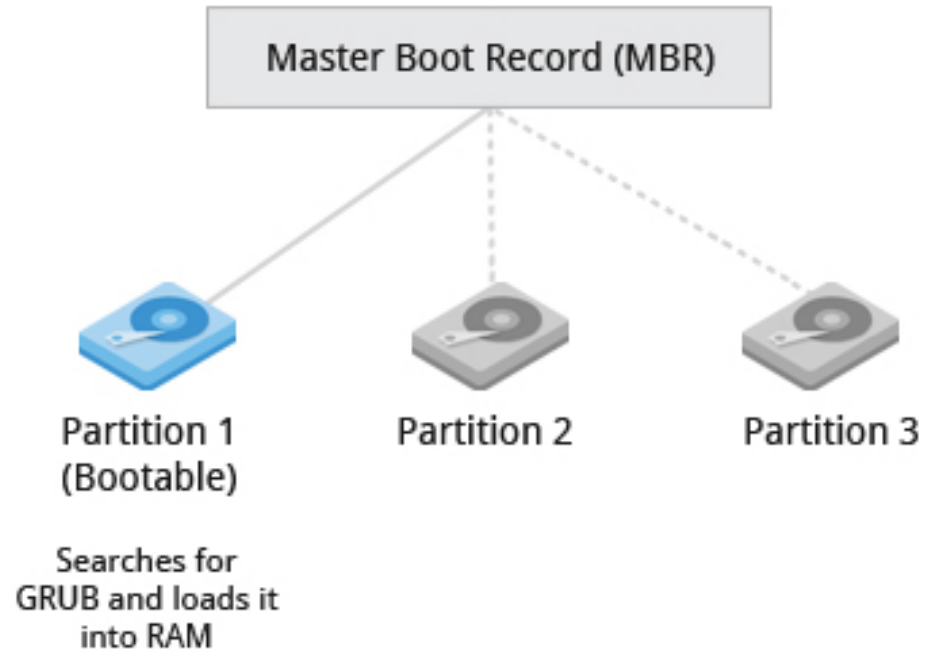 Master Boot Record (MBR)
Partition 1
(Bootable)
Partition 2
Partition 3
Searches for
GRUB and loads it
into RAM